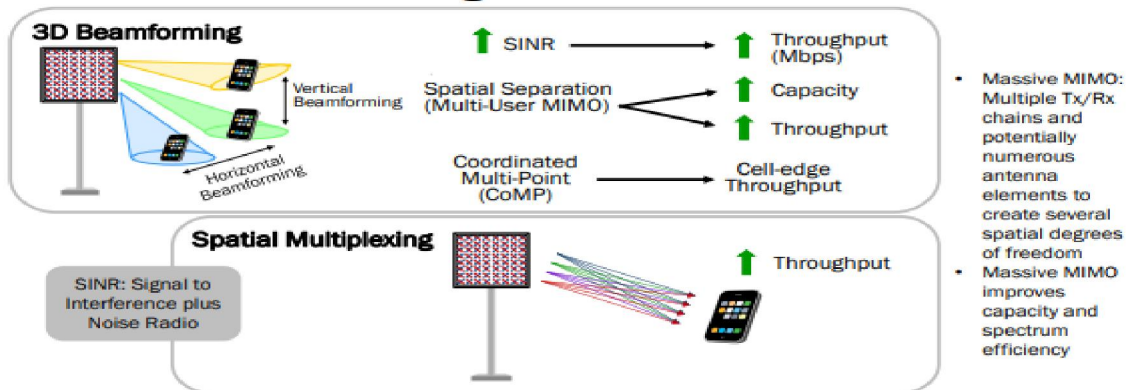 3D Beamforming
Vertical
Beamforming
Horizontal
Beamforming
SINR
Throughput
(Mbps)
Spatial Separation
(Multi-User MIMO)
Capacity
Throughput
Coordinated
Multi-Point
(CoMP)
Cell-edge
Throughput
Spatial Multiplexing
SINR: Signal to
Interference plus
Noise Radio
Throughput
• Massive MIMO:
Multiple Tx/Rx
chains and
potentially
numerous
antenna
elements to
create several
spatial degrees
of freedom
• Massive MIMO
improves
capacity and
spectrum
efficiency